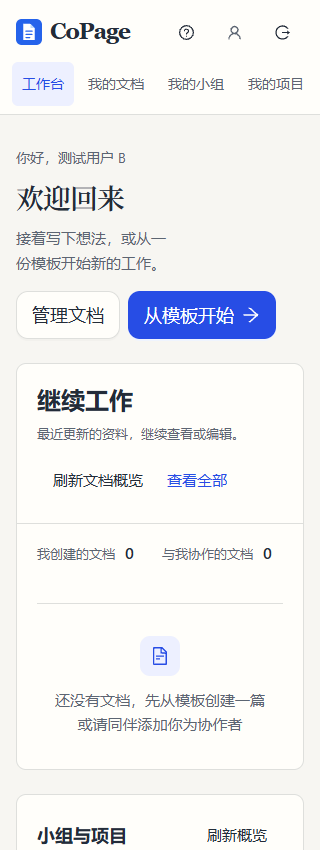 CoPage
工作台 我的文档 我的小组 我的项目
你好，测试用户 B
欢迎回来
接着写下想法，或从一
份模板开始新的工作。
管理文档 从模板开始
继续工作
最近更新的资料，继续查看或编辑。
刷新文档概览 查看全部
我创建的文档 0 与我协作的文档 0
还没有文档，先从模板创建一篇
或请同伴添加你为协作者
小组与项目 刷新概览